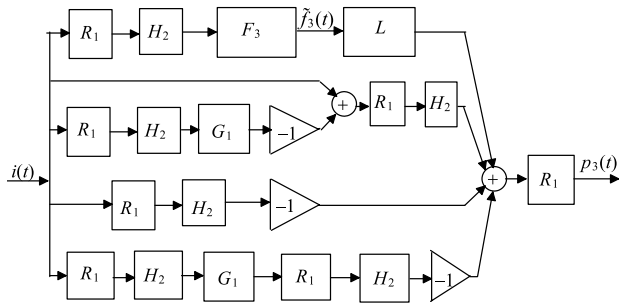 R₁ H₂ F₃ f̃₃(t) L
+ R₁ H₂
R₁ H₂ G₁ −1
i(t) + R₁ p₃(t)
R₁ H₂ −1
R₁ H₂ G₁ R₁ H₂ −1